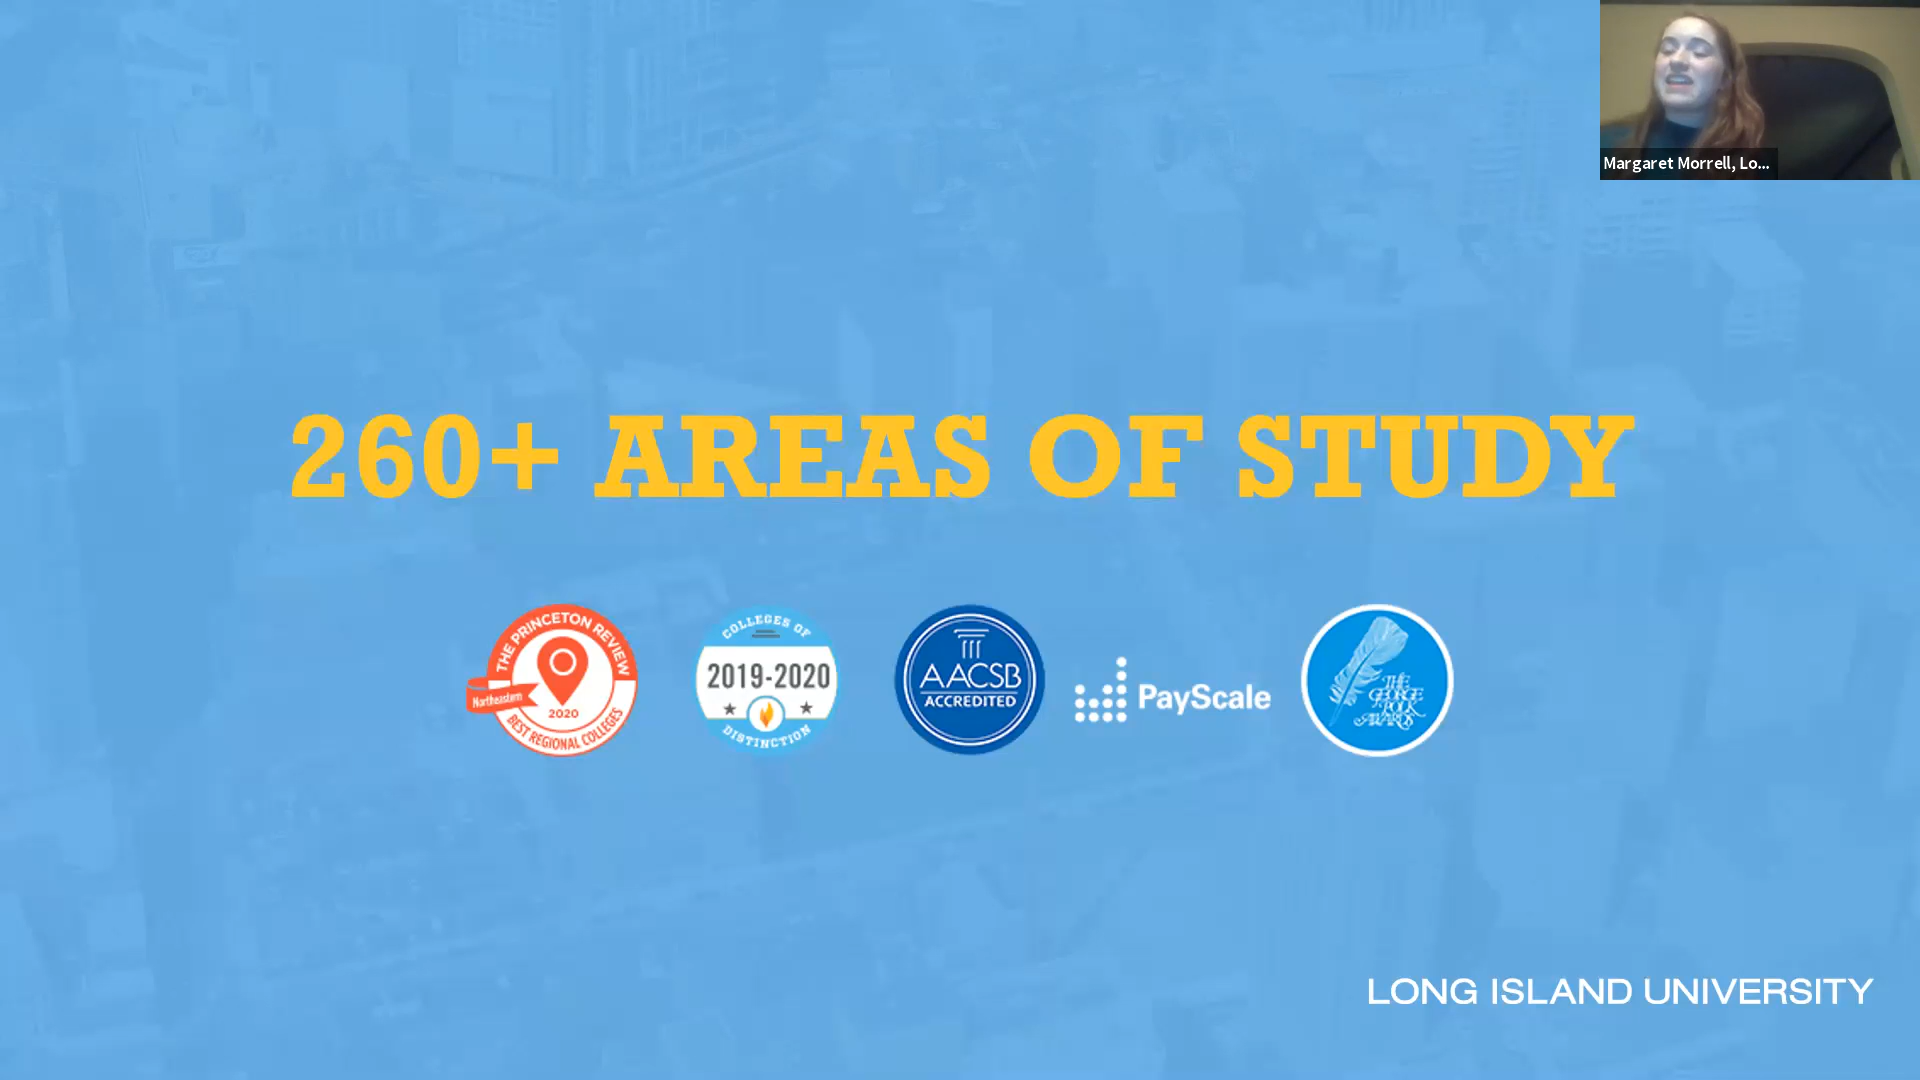 Margaret Morrell, Lo...
260+ AREAS OF STUDY
THE PRINCETON REVIEW
Northeastern
2020
BEST REGIONAL COLLEGES
COLLEGES OF
2019-2020
DISTINCTION
AACSB
ACCREDITED
PayScale
THE
GEORGE
POLK
AWARDS
LONG ISLAND UNIVERSITY